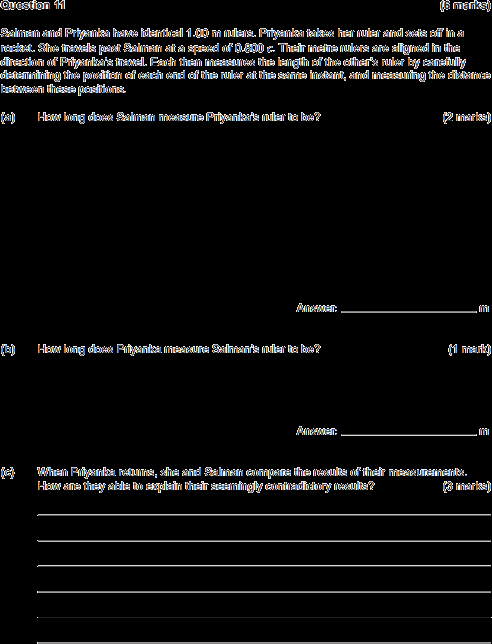 Question 11 (6 marks)
Salman and Priyanka have identical 1.00 m rulers. Priyanka takes her ruler and sets off in a
rocket. She travels past Salman at a speed of 0.800 c. Their metre rulers are aligned in the
direction of Priyanka's travel. Each then measures the length of the other's ruler by carefully
determining the position of each end of the ruler at the same instant, and measuring the distance
between these positions.
(a) How long does Salman measure Priyanka's ruler to be? (2 marks)
Answer: m
(b) How long does Priyanka measure Salman's ruler to be? (1 mark)
Answer: m
(c) When Priyanka returns, she and Salman compare the results of their measurements.
How are they able to explain their seemingly contradictory results? (3 marks)